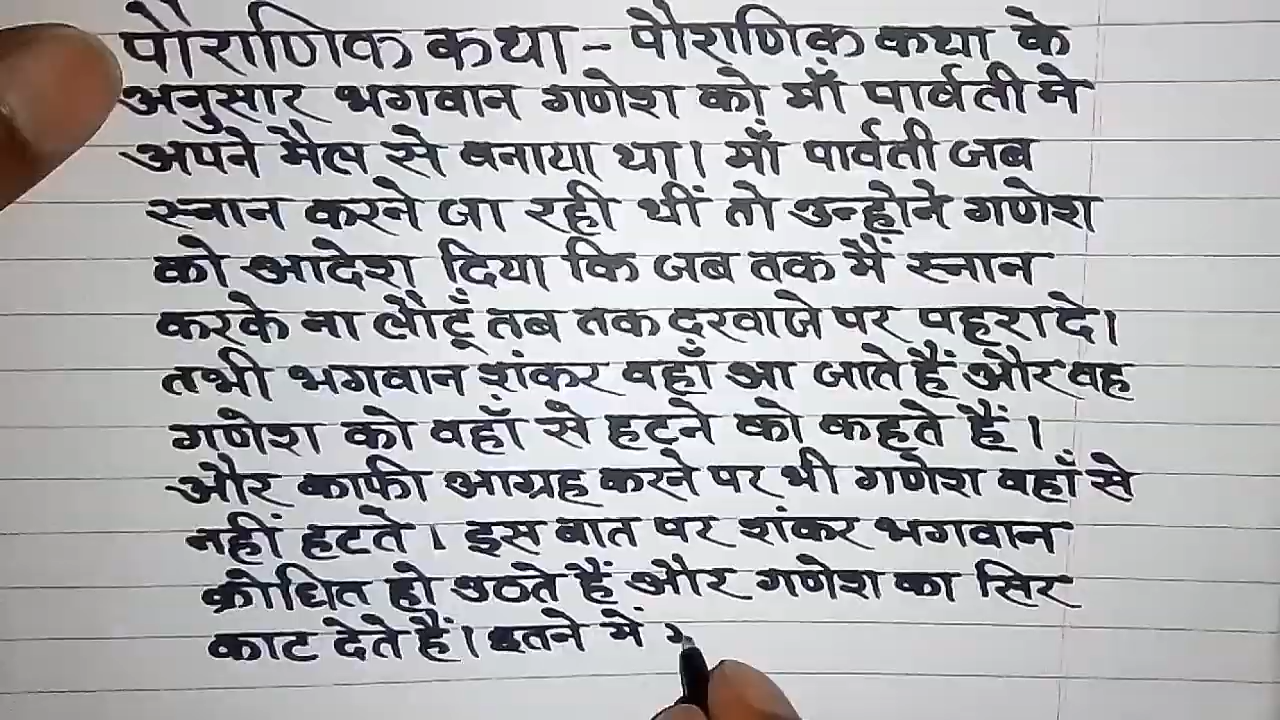 पौराणिक कथा - पौराणिक कथा के
अनुसार भगवान गणेश को माँ पार्वती ने
अपने मैल से बनाया था। माँ पार्वती जब
स्नान करने जा रही थीं तो उन्होने गणेश
को आदेश दिया कि जब तक मैं स्नान
करके ना लौटूँ तब तक दरवाजे पर पहरा दे।
तभी भगवान शंकर वहाँ आ जाते हैं और वह
गणेश को वहाँ से हटने को कहते हैं।
और काफी आग्रह करने पर भी गणेश वहाँ से
नहीं हटते। इस बात पर शंकर भगवान
क्रोधित हो उठते हैं और गणेश का सिर
काट देते हैं। इतने में